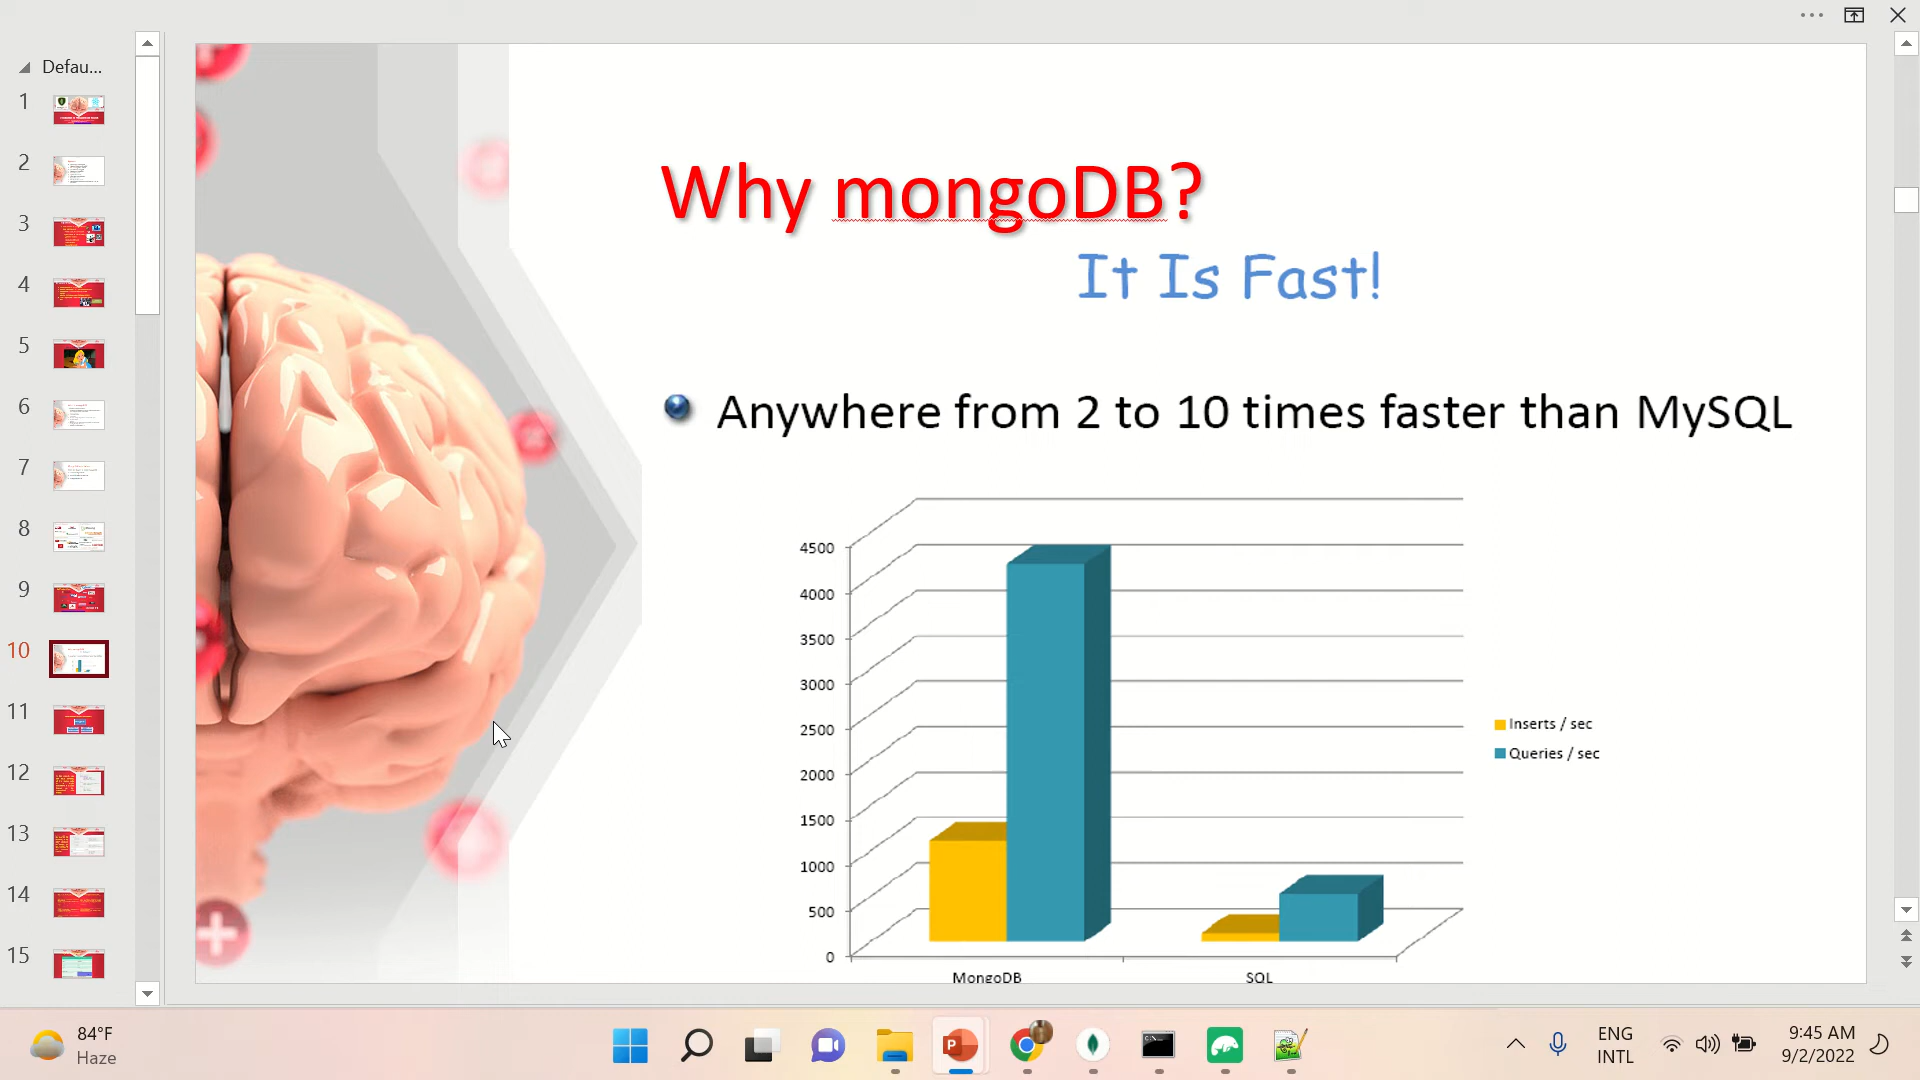 Defau...
1
2
3
4
5
6
7
8
9
10
11
12
13
14
15
Why mongoDB?
It Is Fast!
Anywhere from 2 to 10 times faster than MySQL
4500
4000
3500
3000
2500
2000
1500
1000
500
0
MongoDB SQL
Inserts / sec
Queries / sec
84°F
Haze
ENG
INTL
9:45 AM
9/2/2022